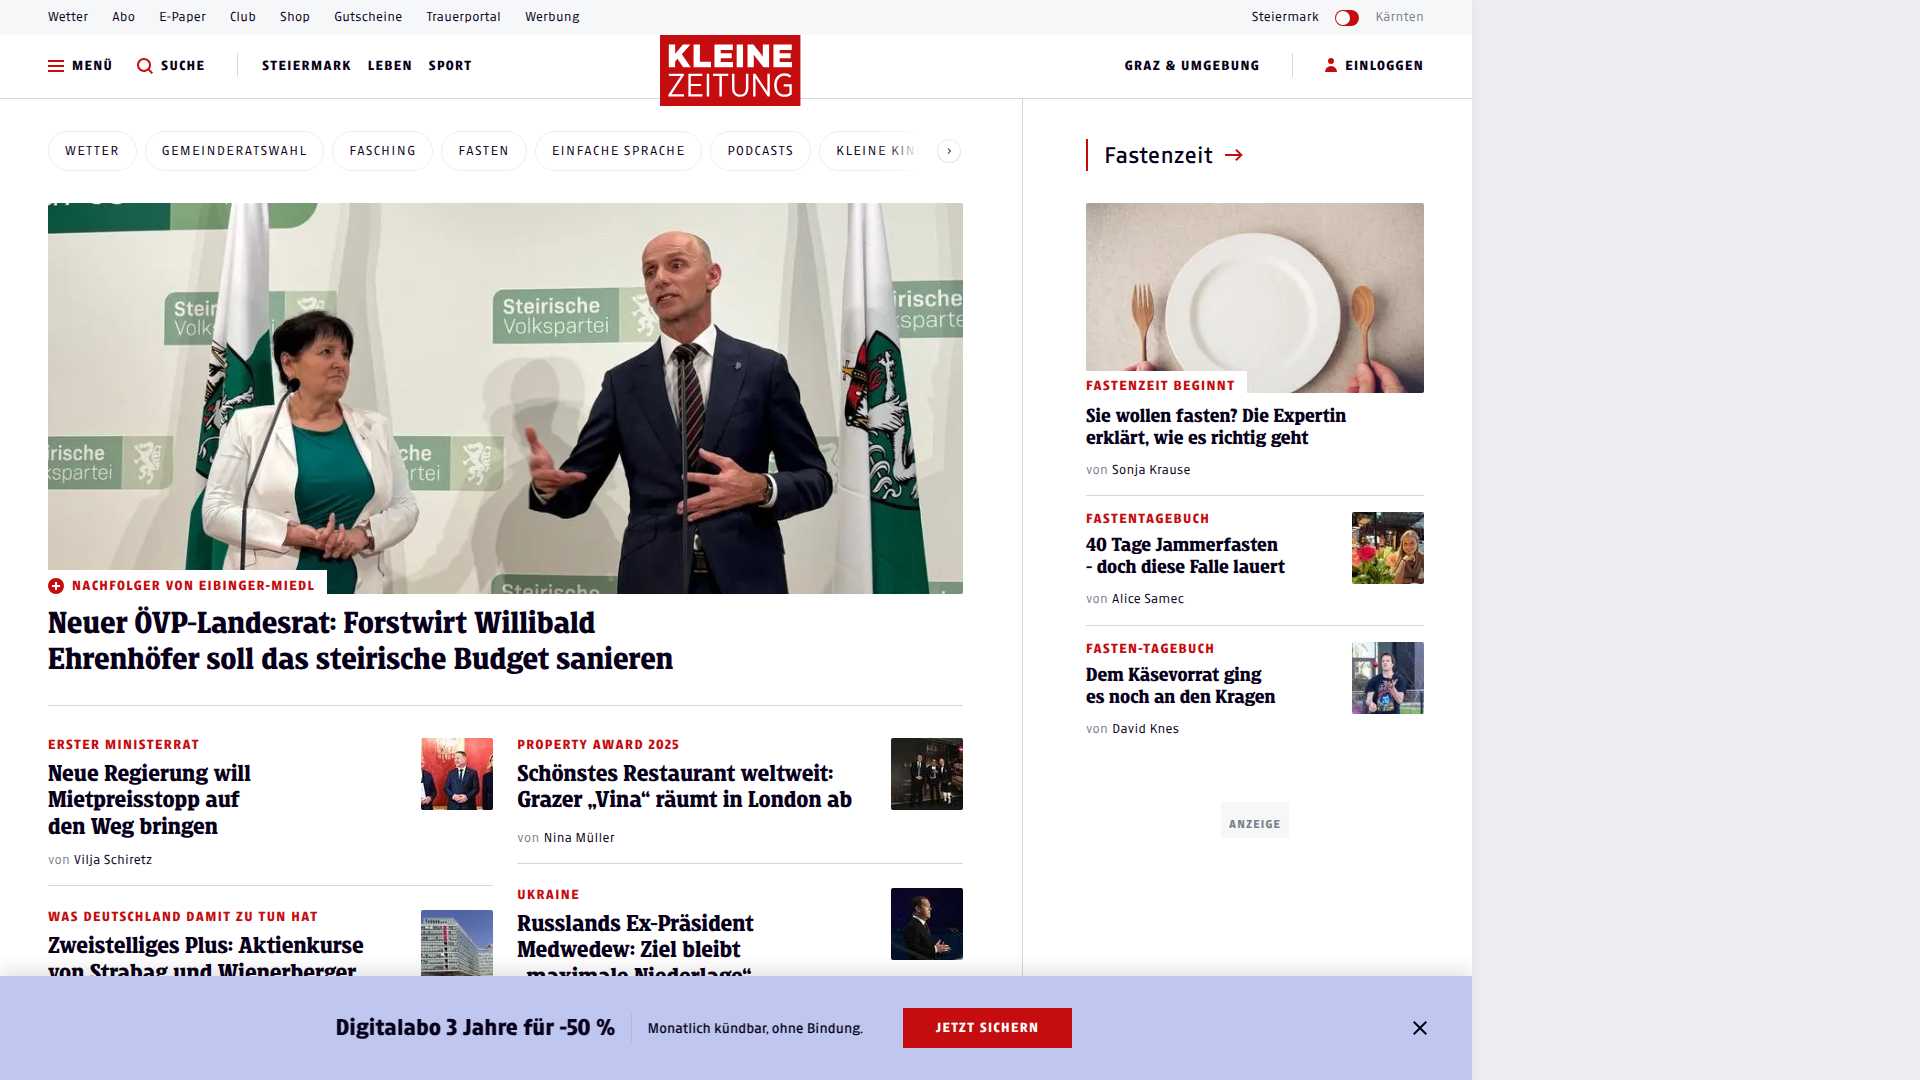 Wetter Abo E-Paper Club Shop Gutscheine Trauerportal Werbung Steiermark Kärnten
MENÜ SUCHE STEIERMARK LEBEN SPORT KLEINE ZEITUNG GRAZ & UMGEBUNG EINLOGGEN
WETTER GEMEINDERATSWAHL FASCHING FASTEN EINFACHE SPRACHE PODCASTS KLEINE KIN
Steirische
Volkspartei
NACHFOLGER VON EIBINGER-MIEDL
Neuer ÖVP-Landesrat: Forstwirt Willibald
Ehrenhöfer soll das steirische Budget sanieren
ERSTER MINISTERRAT
Neue Regierung will
Mietpreisstopp auf
den Weg bringen
von Vilja Schiretz
WAS DEUTSCHLAND DAMIT ZU TUN HAT
Zweistelliges Plus: Aktienkurse
von Strabag und Wienerberger
PROPERTY AWARD 2025
Schönstes Restaurant weltweit:
Grazer „Vina“ räumt in London ab
von Nina Müller
UKRAINE
Russlands Ex-Präsident
Medwedew: Ziel bleibt
„maximale Niederlage“
Fastenzeit
FASTENZEIT BEGINNT
Sie wollen fasten? Die Expertin
erklärt, wie es richtig geht
von Sonja Krause
FASTENTAGEBUCH
40 Tage Jammerfasten
- doch diese Falle lauert
von Alice Samec
FASTEN-TAGEBUCH
Dem Käsevorrat ging
es noch an den Kragen
von David Knes
ANZEIGE
Digitalabo 3 Jahre für -50 %
Monatlich kündbar, ohne Bindung.
JETZT SICHERN